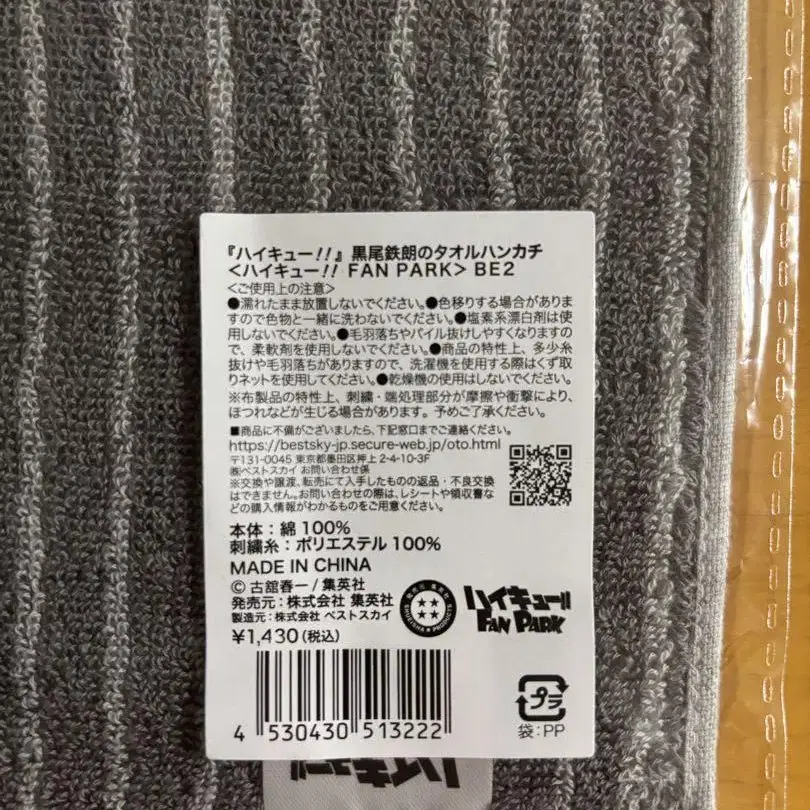 『ハイキュー!!』黒尾鉄朗のタオルハンカチ
<ハイキュー!! FAN PARK> BE2
<ご使用上の注意>
●濡れたまま放置しないでください。●色移りする場合がありま
すので色物と一緒に洗わないでください。●塩素系漂白剤は使
用しないでください。●毛羽落ちやパイル抜けしやすくなりますの
で、柔軟剤を使用しないでください。●商品の特性上、多少糸
抜けや毛羽落ちがありますので、洗濯機を使用する際はくず取
りネットを使用してください。●乾燥機の使用はしないでください。
※布製品の特性上、刺繍・端処理部分が摩擦や衝撃により、
ほつれなどが生じる場合があります。予めご了承ください。
■商品に不備がございましたら、下記窓口までご連絡ください。
https://bestsky-jp.secure-web.jp/oto.html
〒131-0045 東京都墨田区押上2-4-10-3F
㈱ベストスカイ お問い合わせ係
※交換や譲渡、転売にて入手したものの返品・不良交換
はできません。お問い合わせの際は、レシートや領収書な
どの購入情報がわかるものをご用意ください。
本体：綿100%
刺繍糸：ポリエステル100%
MADE IN CHINA
© 古舘春一/集英社
発売元：株式会社 集英社
製造元：株式会社 ベストスカイ
¥1,430(税込)
発売元 集英社
SHUEISHA PRODUCTS
ハイキュー!!
FAN PARK
4 530430 513222
プラ
袋：PP
ハイキュー!!